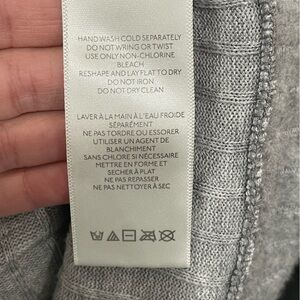 HAND WASH COLD SEPARATELY
DO NOT WRING OR TWIST
USE ONLY NON-CHLORINE
BLEACH
RESHAPE AND LAY FLAT TO DRY
DO NOT IRON
DO NOT DRY CLEAN
LAVER À LA MAIN À L'EAU FROIDE
SÉPARÉMENT
NE PAS TORDRE OU ESSORER
UTILISER UN AGENT DE
BLANCHIMENT
SANS CHLORE SI NÉCESSAIRE
METTRE EN FORME ET
SÉCHER À PLAT
NE PAS REPASSER
NE PAS NETTOYER À SEC